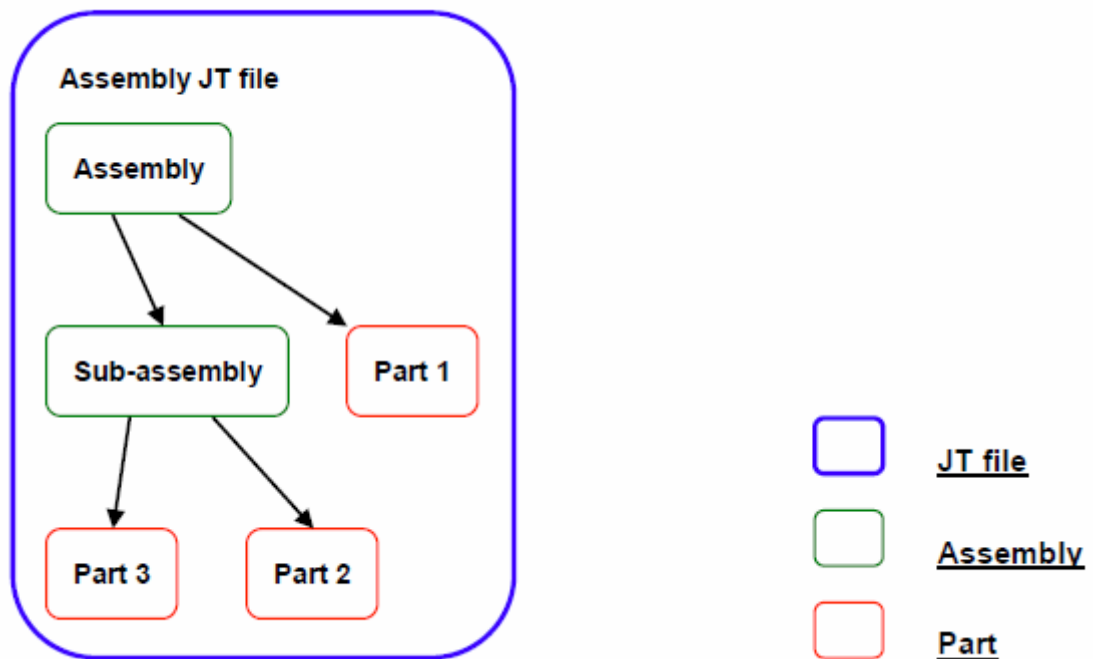 Assembly JT file
Assembly
Sub-assembly
Part 1
Part 3
Part 2
JT file
Assembly
Part